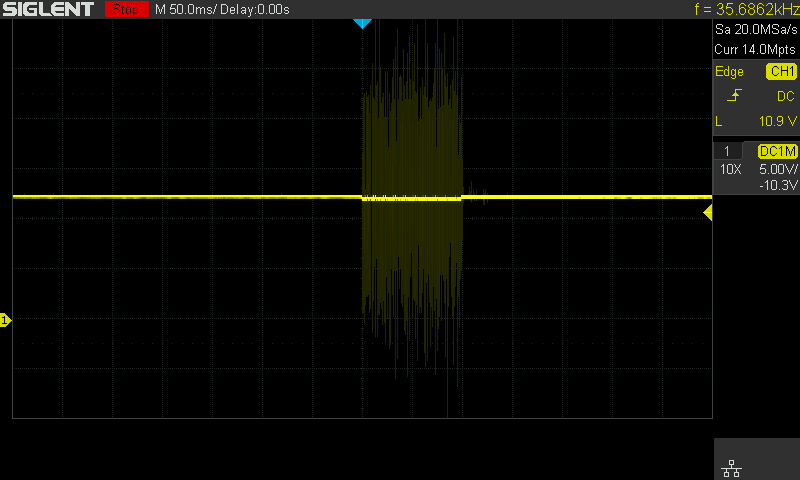 SIGLENT Stop M 50.0ms/ Delay:0.00s f = 35.6862kHz
Sa 20.0MSa/s
Curr 14.0Mpts
Edge CH1
DC
L 10.9 V
1 DC1M
10X 5.00V/
-10.3V
1